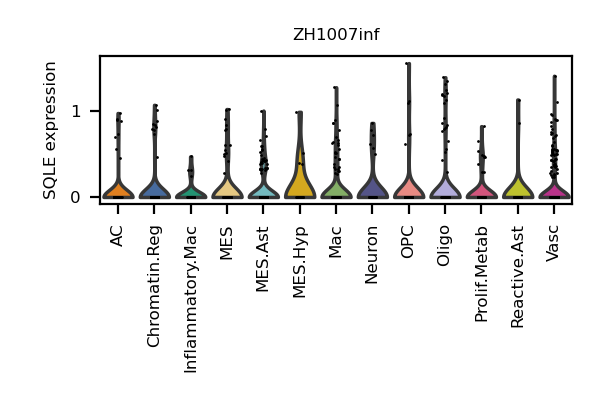 ZH1007inf
SQLE expression
1
0
AC
Chromatin.Reg
Inflammatory.Mac
MES
MES.Ast
MES.Hyp
Mac
Neuron
OPC
Oligo
Prolif.Metab
Reactive.Ast
Vasc